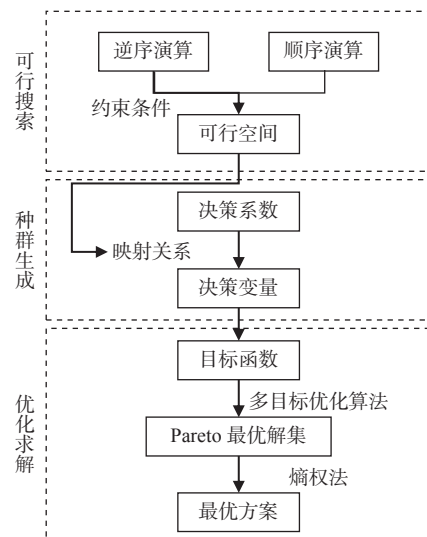 可行搜索
逆序演算
顺序演算
约束条件
可行空间
种群生成
决策系数
映射关系
决策变量
优化求解
目标函数
多目标优化算法
Pareto 最优解集
熵权法
最优方案